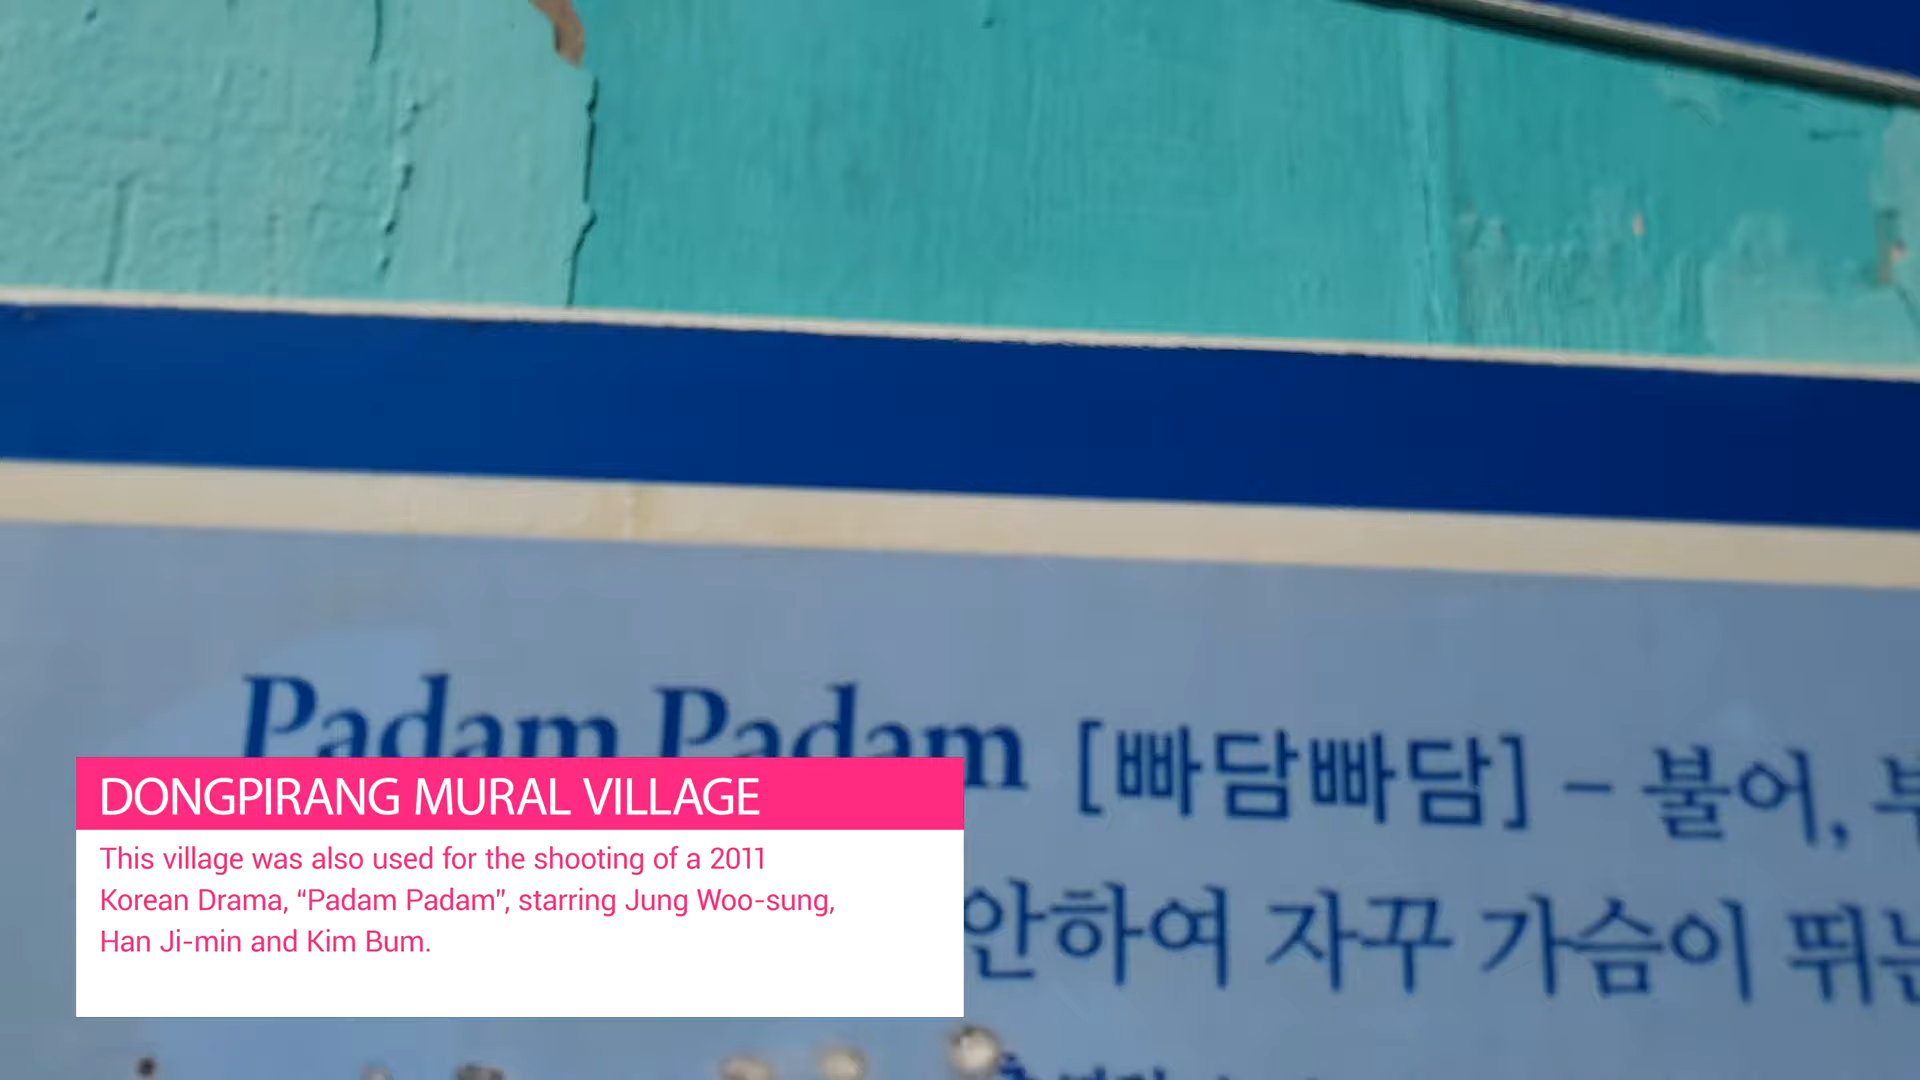 Padam Padam [빠담빠담] – 불어,
안하여 자꾸 가슴이 뛰는
DONGPIRANG MURAL VILLAGE
This village was also used for the shooting of a 2011
Korean Drama, “Padam Padam”, starring Jung Woo-sung,
Han Ji-min and Kim Bum.